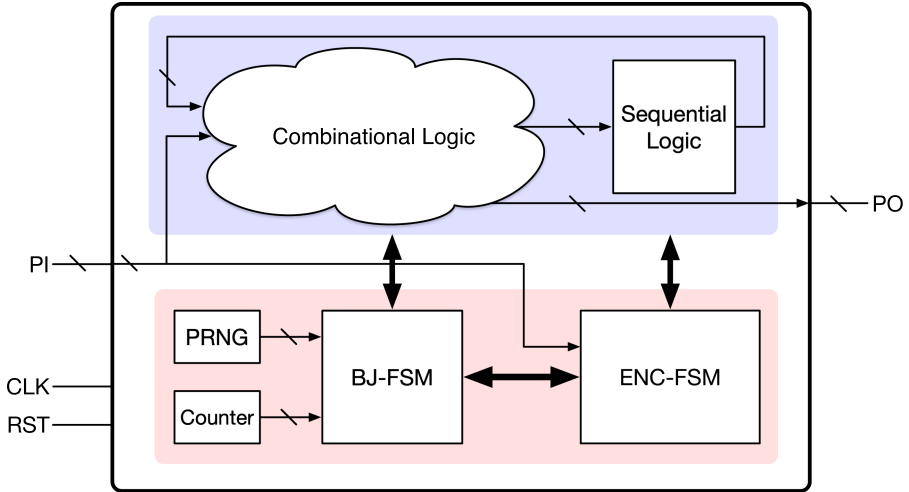 Combinational Logic
Sequential
Logic
PO
PI
PRNG
BJ-FSM
ENC-FSM
CLK
Counter
RST